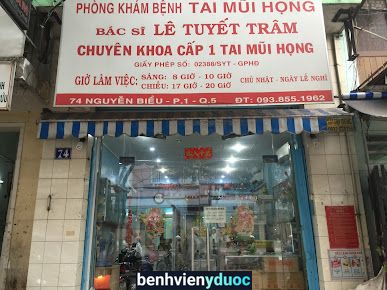 PHÒNG KHÁM BỆNH TAI MŨI HỌNG
BÁC SĨ LÊ TUYẾT TRÂM
CHUYÊN KHOA CẤP 1 TAI MŨI HỌNG
GIẤY PHÉP SỐ: 02388/SYT - GPHĐ
GIỜ LÀM VIỆC: SÁNG: 8 GIỜ - 10 GIỜ
CHIỀU: 17 GIỜ - 20 GIỜ
CHỦ NHẬT - NGÀY LỄ NGHỈ
74 NGUYỄN BIỂU - P.1 - Q.5 ĐT: 093.855.1962
74
benhvienyduoc